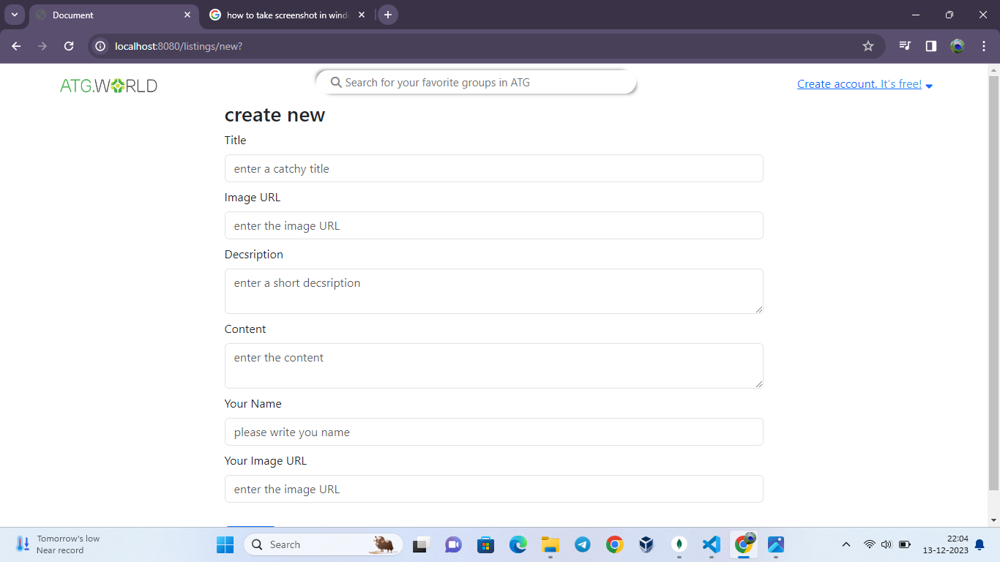 Document
how to take screenshot in wind
localhost:8080/listings/new?
ATG.WORLD
Search for your favorite groups in ATG
Create account. It's free!
create new
Title
enter a catchy title
Image URL
enter the image URL
Decsription
enter a short decsription
Content
enter the content
Your Name
please write you name
Your Image URL
enter the image URL
Tomorrow's low
Near record
Search
22:04
13-12-2023